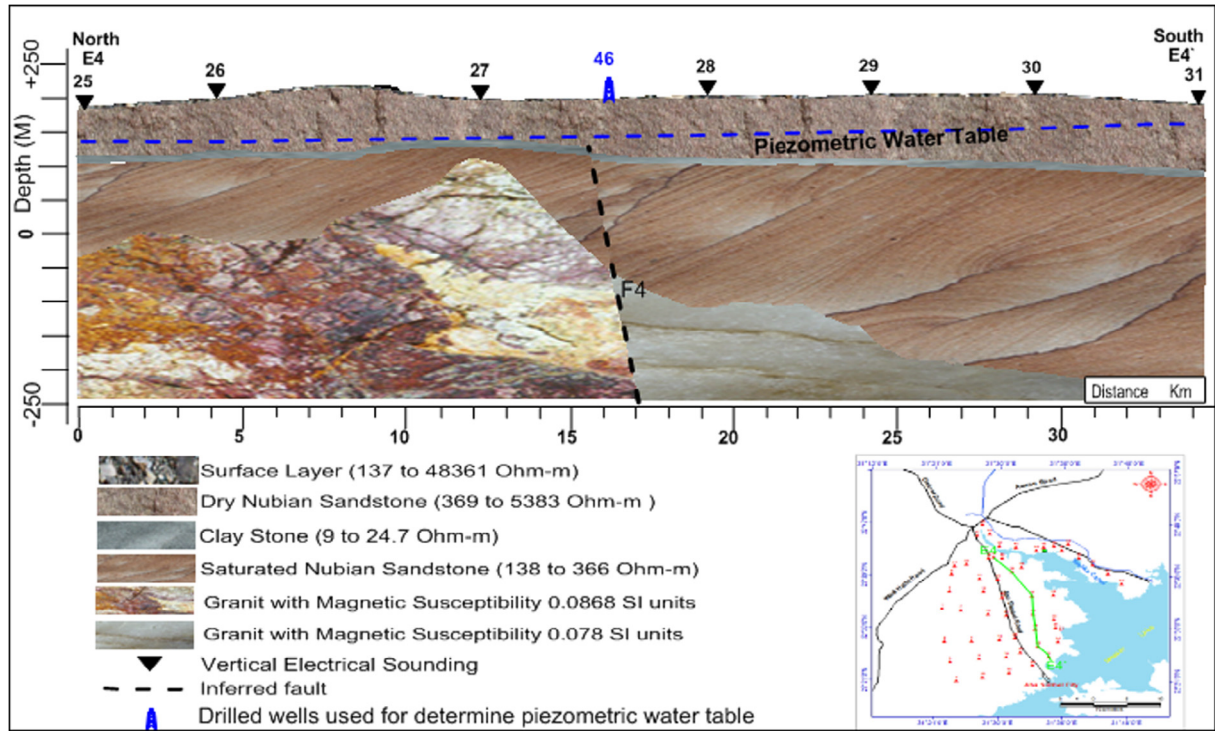 North
South
E4
E4`
25
26
27
46
28
29
30
31
+250
0
-250
Depth (M)
Piezometric Water Table
F4
Distance Km
0
5
10
15
20
25
30
Surface Layer (137 to 48361 Ohm-m)
Dry Nubian Sandstone (369 to 5383 Ohm-m )
Clay Stone (9 to 24.7 Ohm-m)
Saturated Nubian Sandstone (138 to 366 Ohm-m)
Granit with Magnetic Susceptibility 0.0868 SI units
Granit with Magnetic Susceptibility 0.078 SI units
Vertical Electrical Sounding
Inferred fault
Drilled wells used for determine piezometric water table
E4
E4`